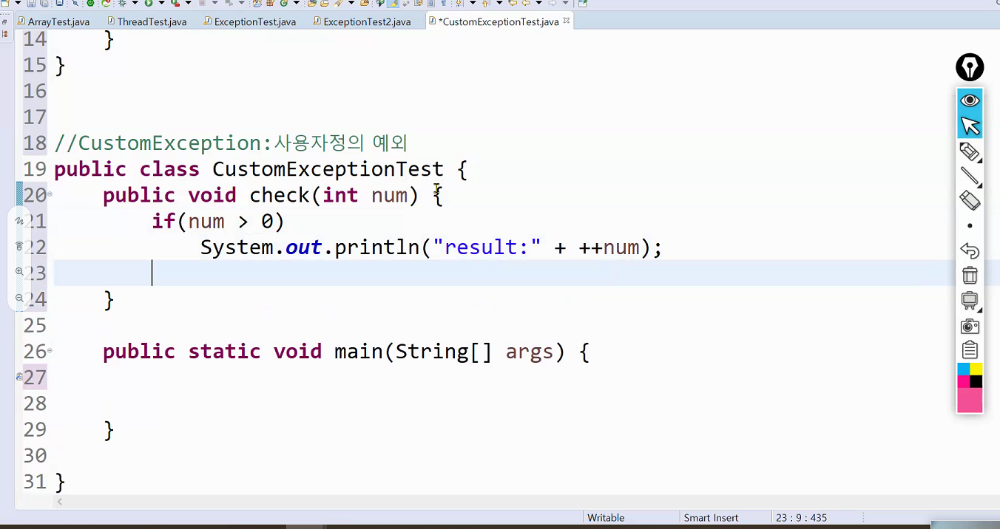 ArrayTest.java ThreadTest.java ExceptionTest.java ExceptionTest2.java *CustomExceptionTest.java
14 }
15 }
16
17
18 //CustomException:사용자정의 예외
19 public class CustomExceptionTest {
20 public void check(int num) {
21 if(num > 0)
22 System.out.println("result:" + ++num);
23
24 }
25
26 public static void main(String[] args) {
27
28
29 }
30
31 }
Writable Smart Insert 23 : 9 : 435